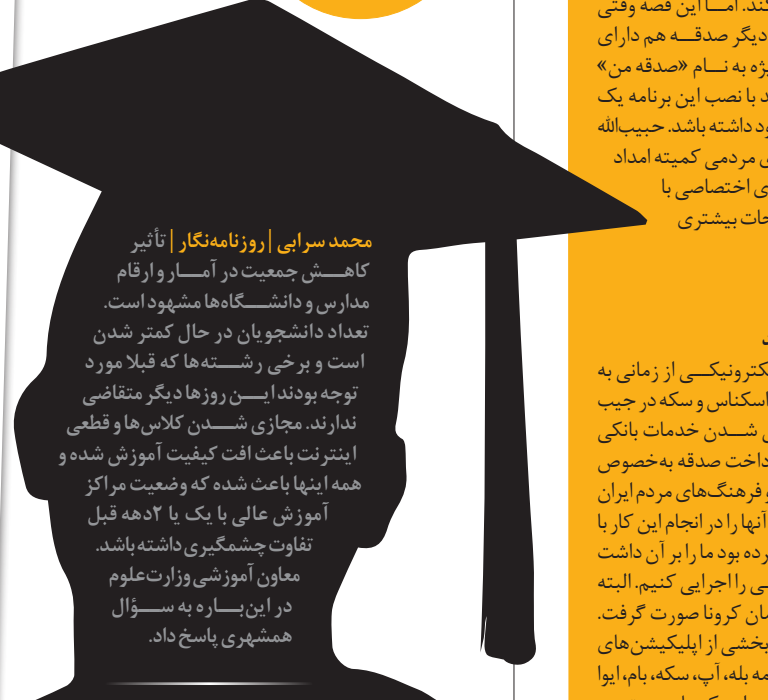 محمد سرابی | روزنامه‌نگار | تأثیر
کاهش جمعیت در آمار و ارقام
مدارس و دانشگاه‌ها مشهود است.
تعداد دانشجویان در حال کمتر شدن
است و برخی رشته‌ها که قبلا مورد
توجه بودند این روزها دیگر متقاضی
ندارند. مجازی شدن کلاس‌ها و قطعی
اینترنت باعث افت کیفیت آموزش شده و
همه اینها باعث شده که وضعیت مراکز
آموزش عالی با یک یا ۲دهه قبل
تفاوت چشمگیری داشته باشد.
معاون آموزشی وزارت‌علوم
در این‌باره به سؤال
همشهری پاسخ داد.
کند. اما این قصه وقتی
دیگر صدقه هم دارای
به نام «صدقه من»
با نصب این برنامه یک
داشته باشد. حبیب‌الله
مردمی کمیته امداد
اختصاصی با
بیشتری
از زمانی به
اسکناس و سکه در جیب
شدن خدمات بانکی
صدقه به‌خصوص
فرهنگ‌های مردم ایران
آنها را در انجام این کار با
بود ما را بر آن داشت
را اجرایی کنیم. البته
کرونا صورت گرفت.
بخشی از اپلیکیشن‌های
بله، آپ، سکه، بام، ایوا